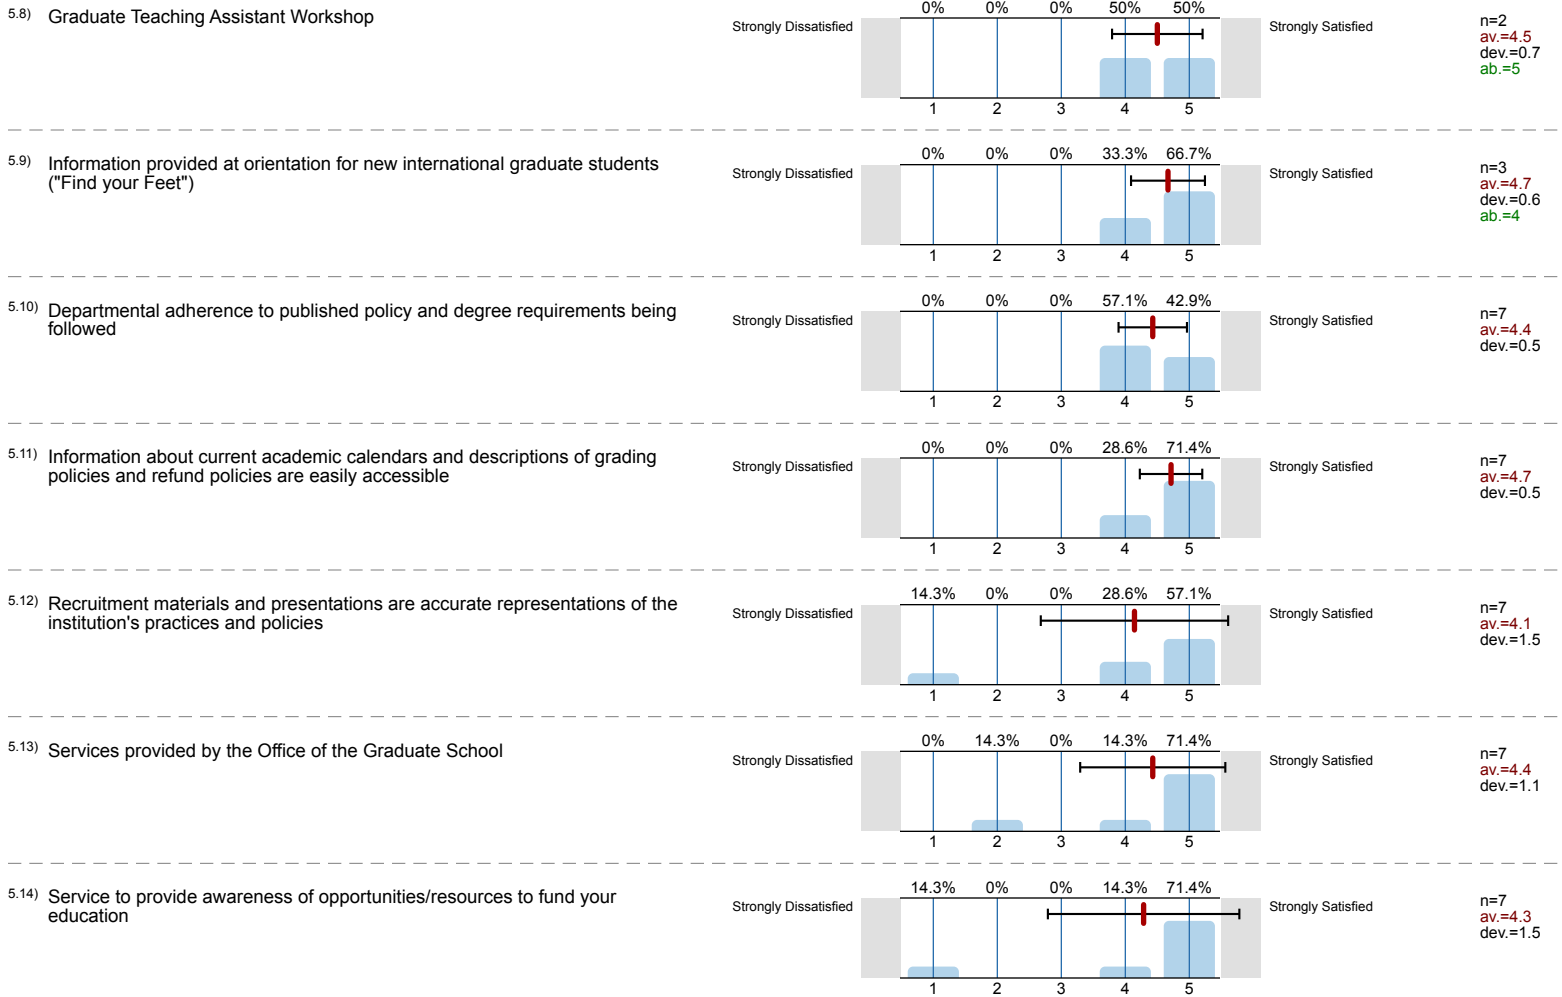 5.8) Graduate Teaching Assistant Workshop
Strongly Dissatisfied
0% 0% 0% 50% 50%
1 2 3 4 5
Strongly Satisfied
n=2
av.=4.5
dev.=0.7
ab.=5
5.9) Information provided at orientation for new international graduate students
("Find your Feet")
Strongly Dissatisfied
0% 0% 0% 33.3% 66.7%
1 2 3 4 5
Strongly Satisfied
n=3
av.=4.7
dev.=0.6
ab.=4
5.10) Departmental adherence to published policy and degree requirements being
followed
Strongly Dissatisfied
0% 0% 0% 57.1% 42.9%
1 2 3 4 5
Strongly Satisfied
n=7
av.=4.4
dev.=0.5
5.11) Information about current academic calendars and descriptions of grading
policies and refund policies are easily accessible
Strongly Dissatisfied
0% 0% 0% 28.6% 71.4%
1 2 3 4 5
Strongly Satisfied
n=7
av.=4.7
dev.=0.5
5.12) Recruitment materials and presentations are accurate representations of the
institution's practices and policies
Strongly Dissatisfied
14.3% 0% 0% 28.6% 57.1%
1 2 3 4 5
Strongly Satisfied
n=7
av.=4.1
dev.=1.5
5.13) Services provided by the Office of the Graduate School
Strongly Dissatisfied
0% 14.3% 0% 14.3% 71.4%
1 2 3 4 5
Strongly Satisfied
n=7
av.=4.4
dev.=1.1
5.14) Service to provide awareness of opportunities/resources to fund your
education
Strongly Dissatisfied
14.3% 0% 0% 14.3% 71.4%
1 2 3 4 5
Strongly Satisfied
n=7
av.=4.3
dev.=1.5